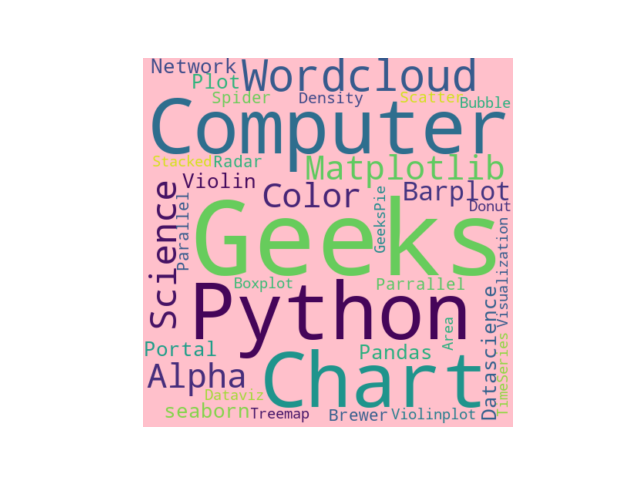 Network
Wordcloud
Plot
Spider
Density
Scatter
Bubble
Computer
Stacked
Radar
Matplotlib
Violin
Color
Barplot
Science
Parallel
GeeksPie
Donut
Geeks
Visualization
Boxplot
Parrallel
Python
Datascience
Area
TimeSeries
Portal
Pandas
Chart
Alpha
Dataviz
seaborn
Treemap
Brewer
Violinplot